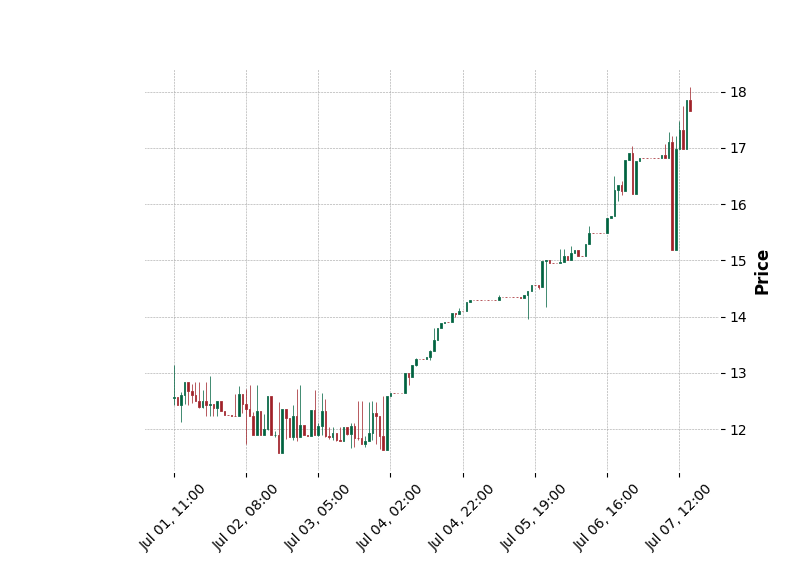 18
17
16
15
14
13
12
Price
Jul 01, 11:00
Jul 02, 08:00
Jul 03, 05:00
Jul 04, 02:00
Jul 04, 22:00
Jul 05, 19:00
Jul 06, 16:00
Jul 07, 12:00